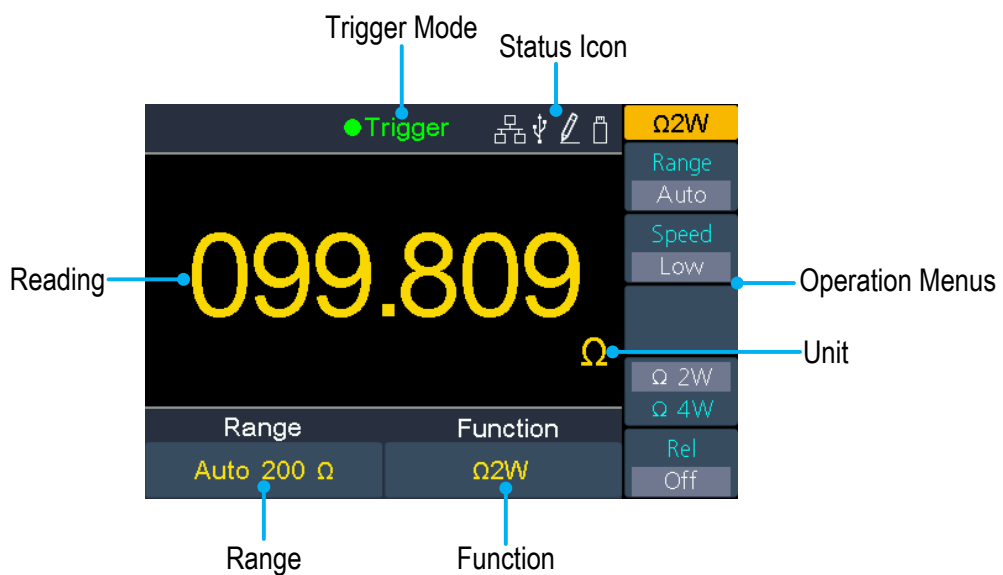 Trigger Mode
Status Icon
Trigger
Ω2W
Range
Auto
Speed
Low
Reading
099.809
Operation Menus
Ω
Unit
Ω 2W
Ω 4W
Range
Function
Rel
Off
Auto 200 Ω
Ω2W
Range
Function